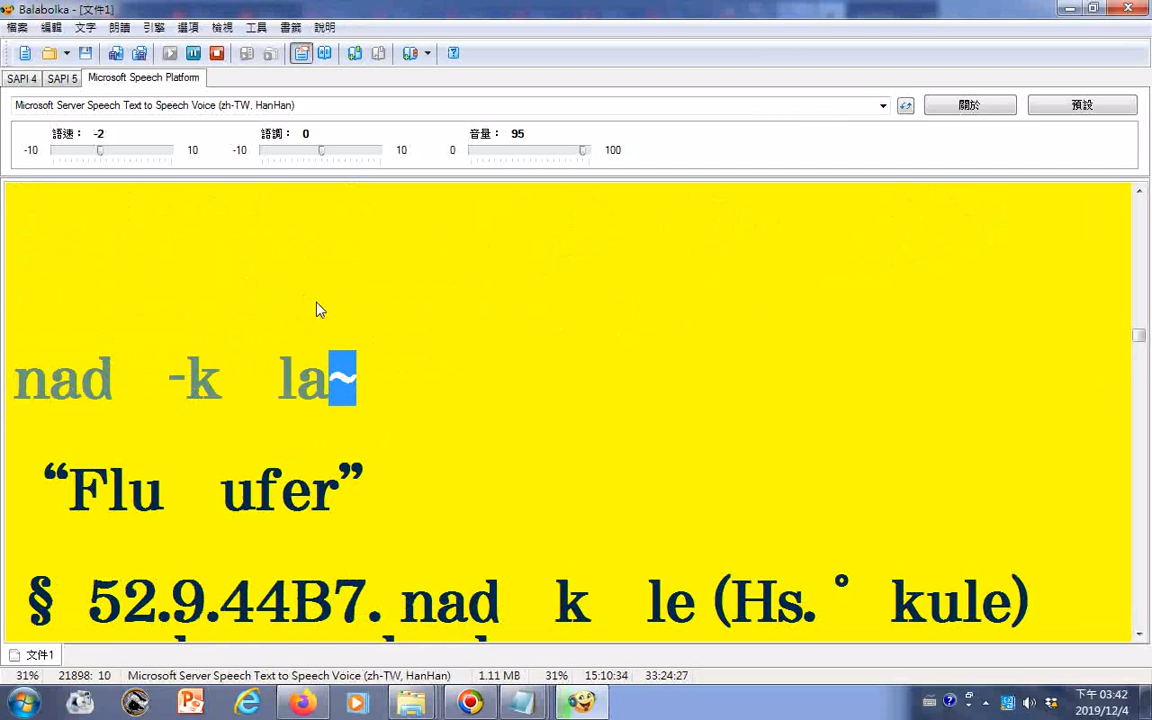 Balabolka - [文件1]
檔案 編輯 文字 朗讀 引擎 選項 檢視 工具 書籤 說明
SAPI 4 SAPI 5 Microsoft Speech Platform
Microsoft Server Speech Text to Speech Voice (zh-TW, HanHan) 關於 預設
語速： -2 語調： 0 音量： 95
-10 10 -10 10 0 100
nad -k la~
“Flu ufer”
§ 52.9.44B7. nad k le (Hs. ° kule)
文件1
31% 21898: 10 Microsoft Server Speech Text to Speech Voice (zh-TW, HanHan) 1.11 MB 31% 15:10:34 33:24:27
下午 03:42
2019/12/4